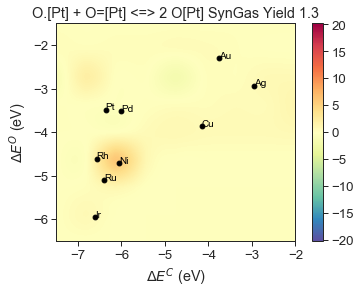 O.[Pt] + O=[Pt] <=> 2 O[Pt] SynGas Yield 1.3
−2
−3
−4
−5
−6
ΔE^O (eV)
Au
Ag
Pt
Pd
Cu
Rh
Ni
Ru
Ir
−7
−6
−5
−4
−3
−2
ΔE^C (eV)
20
15
10
5
0
−5
−10
−15
−20